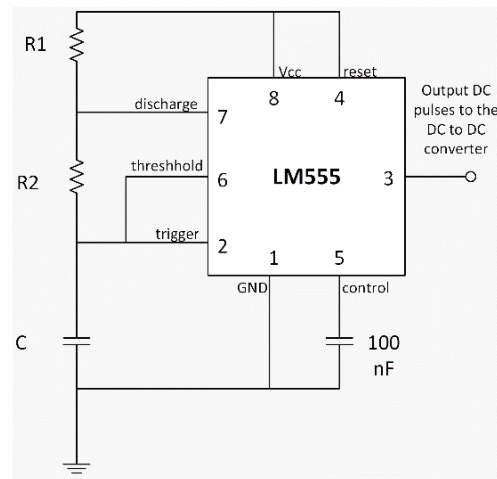 R1
Vcc
reset
8
4
Output DC
pulses to the
DC to DC
converter
discharge
7
threshhold
R2
6
LM555
3
trigger
2
1
5
GND
control
C
100
nF